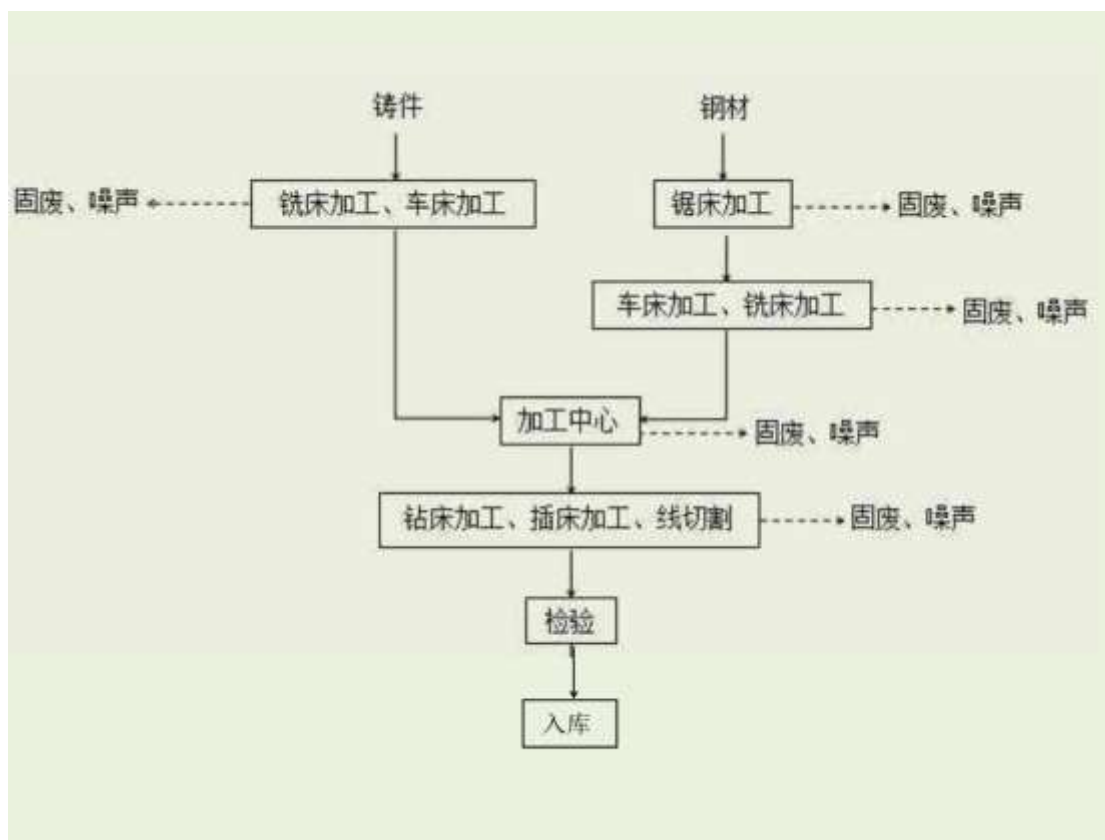 铸件
钢材
固废、噪声
铣床加工、车床加工
锯床加工
固废、噪声
车床加工、铣床加工
固废、噪声
加工中心
固废、噪声
钻床加工、插床加工、线切割
固废、噪声
检验
入库